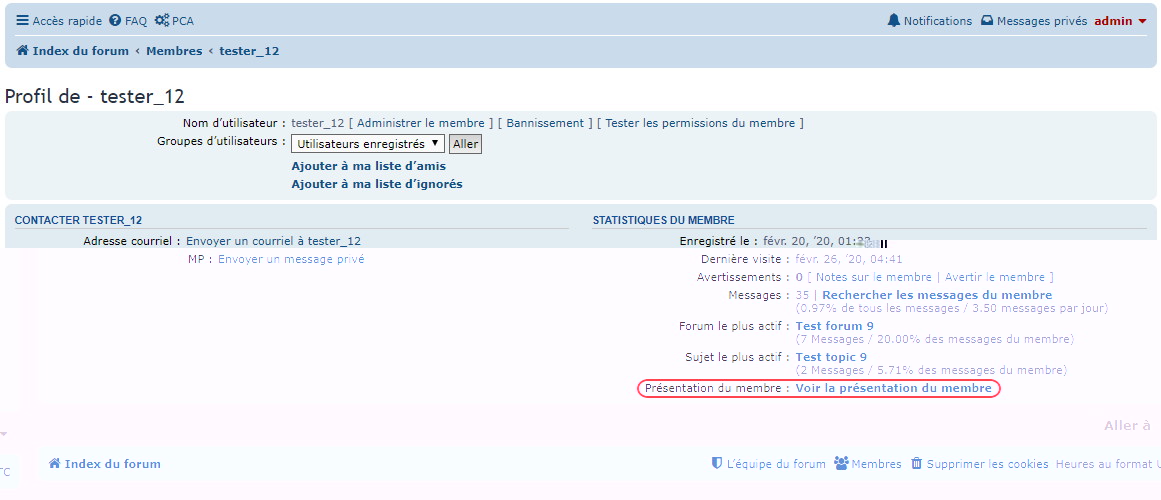 Accès rapide FAQ PCA Notifications Messages privés admin
Index du forum ‹ Membres ‹ tester_12
Profil de - tester_12
Nom d’utilisateur : tester_12 [ Administrer le membre ] [ Bannissement ] [ Tester les permissions du membre ]
Groupes d’utilisateurs : Utilisateurs enregistrés Aller
Ajouter à ma liste d’amis
Ajouter à ma liste d’ignorés
CONTACTER TESTER_12
Adresse courriel : Envoyer un courriel à tester_12
MP : Envoyer un message privé
STATISTIQUES DU MEMBRE
Enregistré le : févr. 20, ’20, 01:22
Dernière visite : févr. 26, ’20, 04:41
Avertissements : 0 [ Notes sur le membre | Avertir le membre ]
Messages : 35 | Rechercher les messages du membre
(0.97% de tous les messages / 3.50 messages par jour)
Forum le plus actif : Test forum 9
(7 Messages / 20.00% des messages du membre)
Sujet le plus actif : Test topic 9
(2 Messages / 5.71% des messages du membre)
Présentation du membre : Voir la présentation du membre
Aller à
TC Index du forum L’équipe du forum Membres Supprimer les cookies Heures au format U